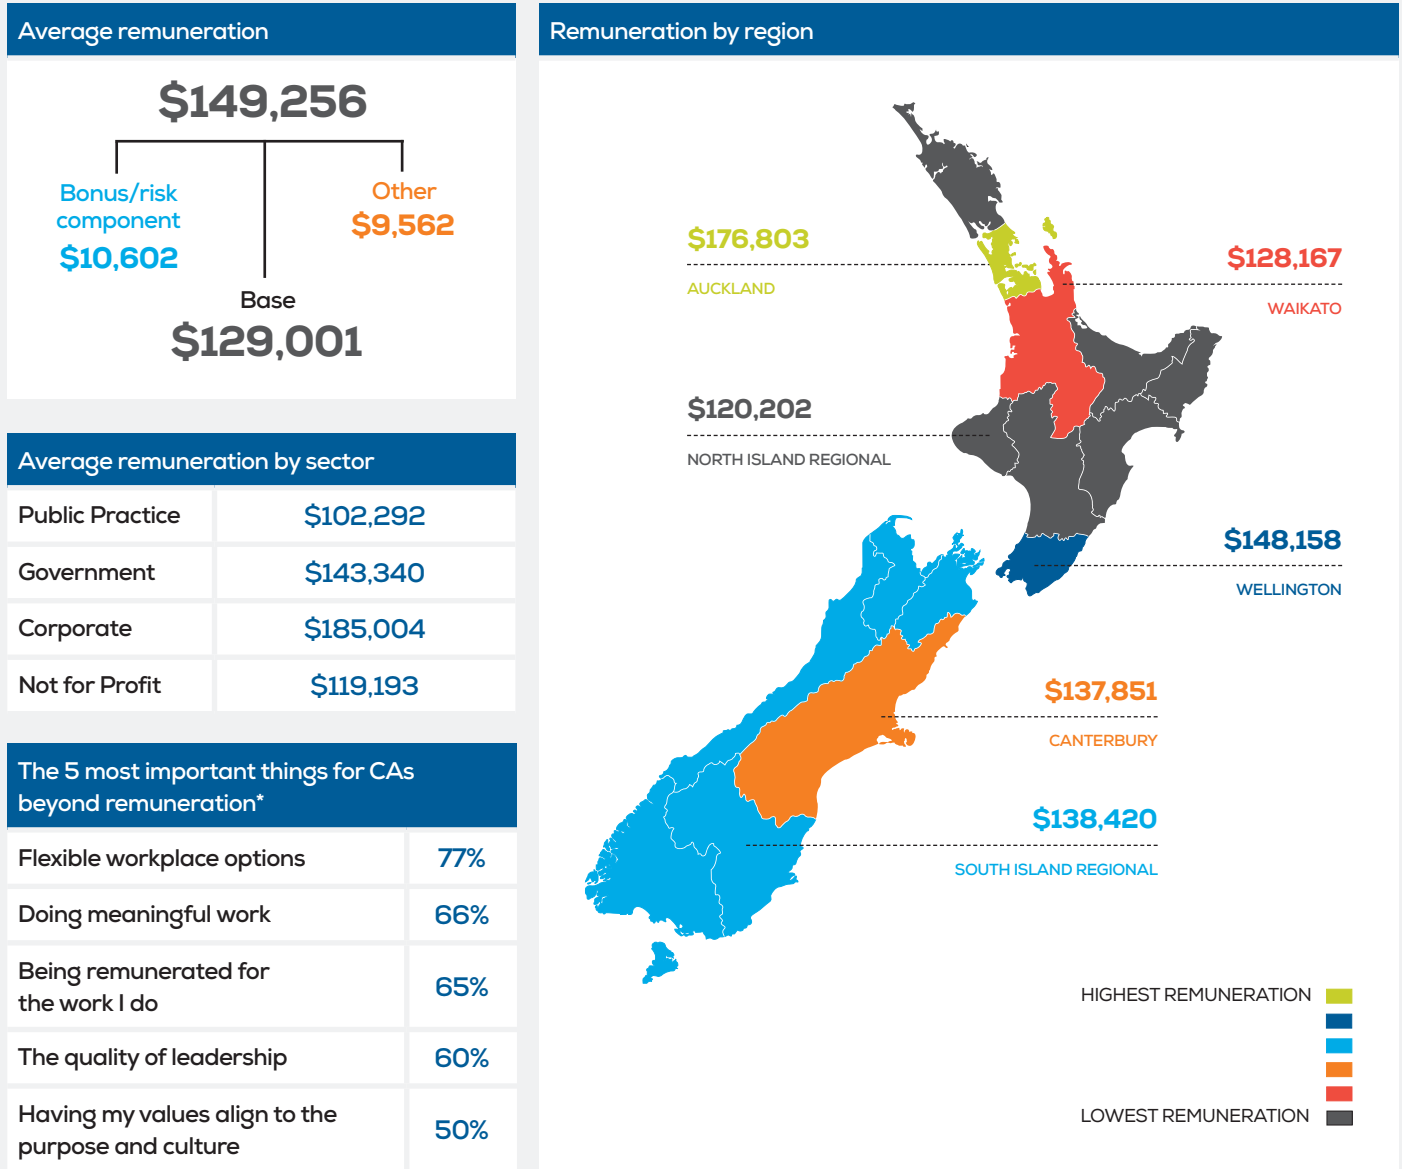 Average remuneration
$149,256
Bonus/risk
component
$10,602
Other
$9,562
Base
$129,001
Average remuneration by sector
Public Practice $102,292
Government $143,340
Corporate $185,004
Not for Profit $119,193
The 5 most important things for CAs
beyond remuneration*
Flexible workplace options 77%
Doing meaningful work 66%
Being remunerated for
the work I do 65%
The quality of leadership 60%
Having my values align to the
purpose and culture 50%
Remuneration by region
$176,803
AUCKLAND
$128,167
WAIKATO
$120,202
NORTH ISLAND REGIONAL
$148,158
WELLINGTON
$137,851
CANTERBURY
$138,420
SOUTH ISLAND REGIONAL
HIGHEST REMUNERATION
LOWEST REMUNERATION